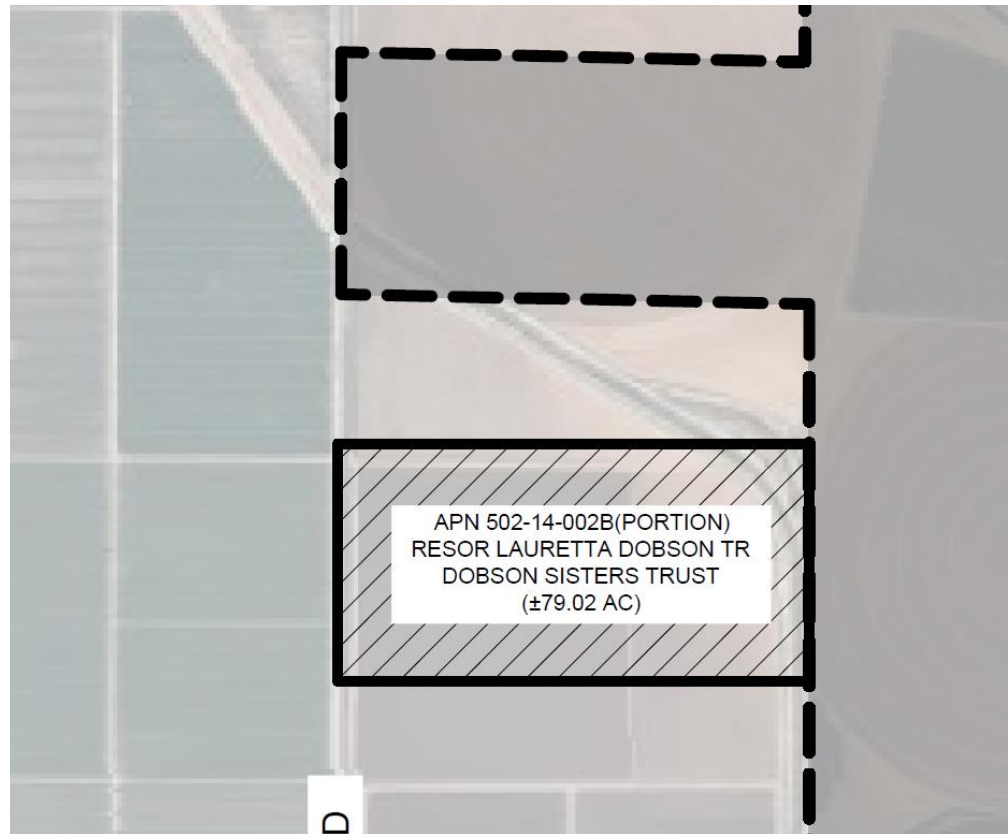 APN 502-14-002B(PORTION)
RESOR LAURETTA DOBSON TR
DOBSON SISTERS TRUST
(±79.02 AC)
D